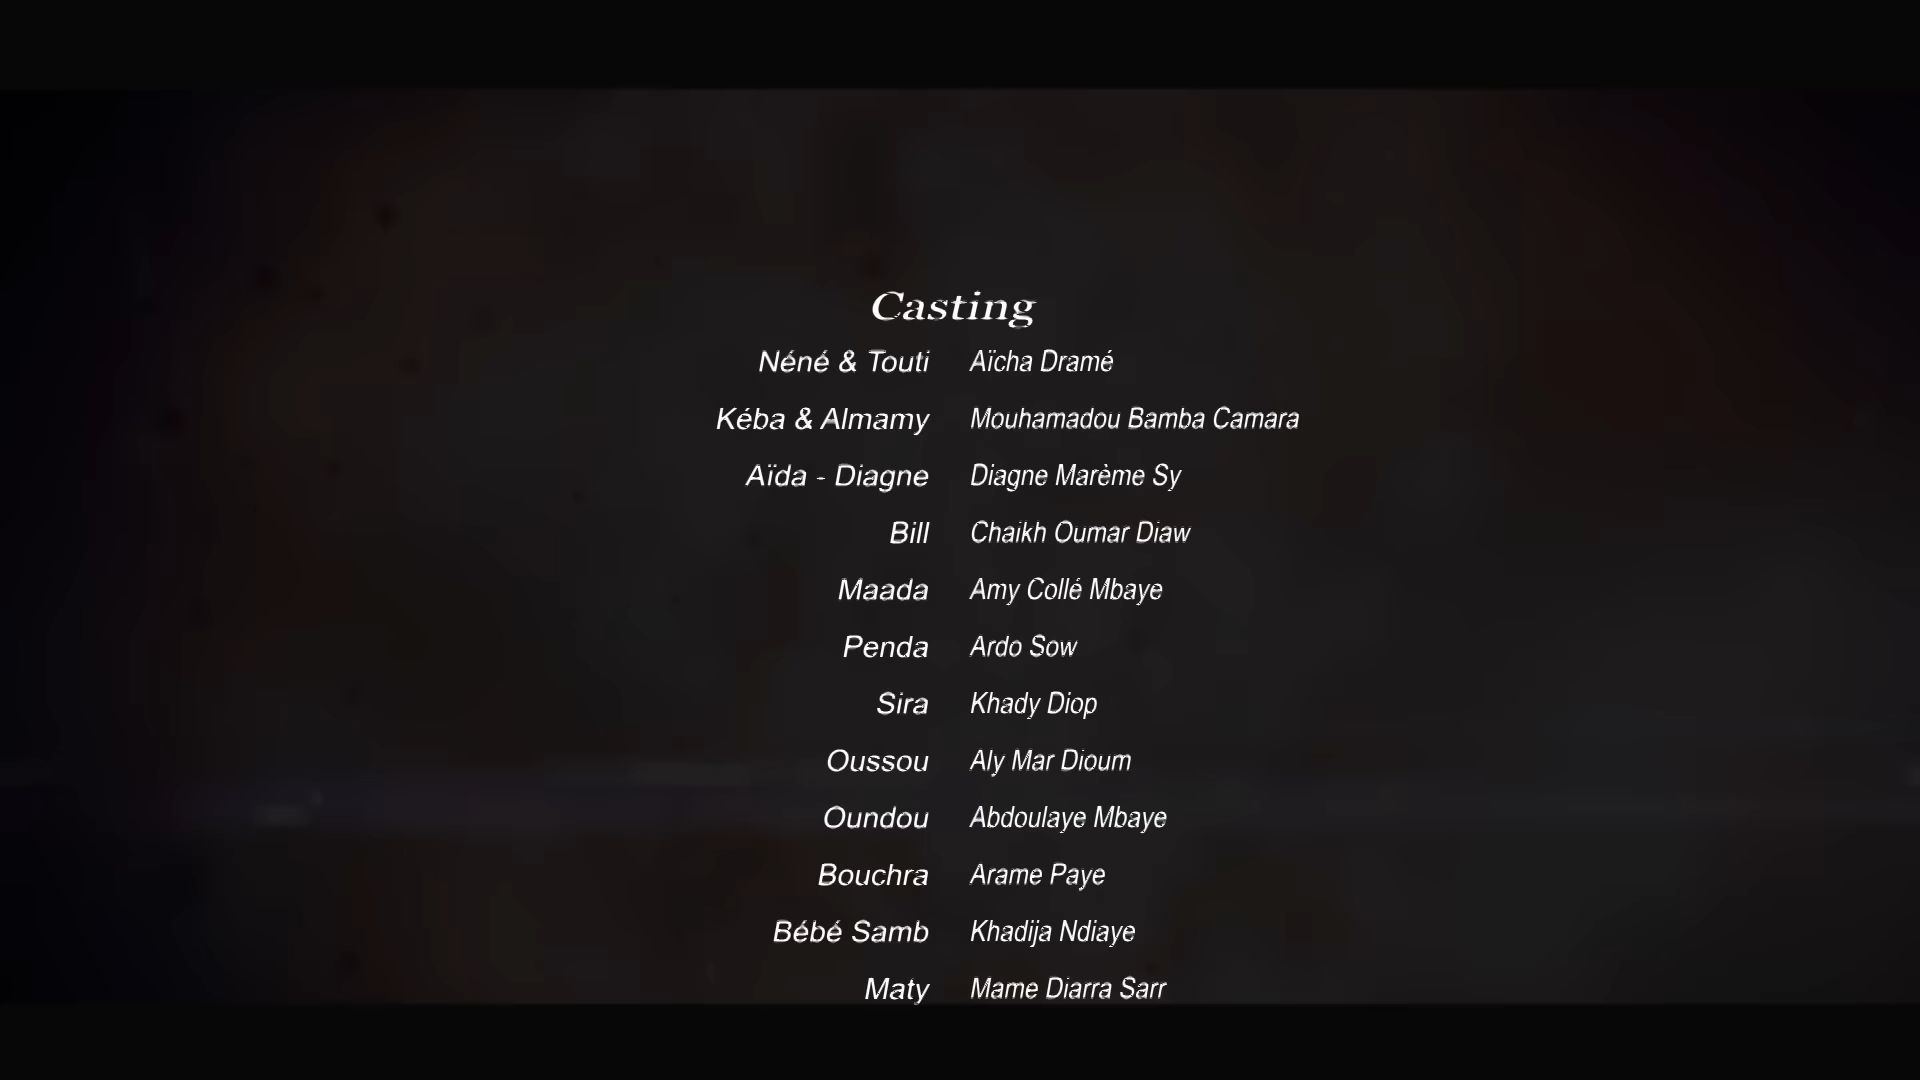 Casting
Néné & Touti Aïcha Dramé
Kéba & Almamy Mouhamadou Bamba Camara
Aïda - Diagne Diagne Marème Sy
Bill Chaikh Oumar Diaw
Maada Amy Collé Mbaye
Penda Ardo Sow
Sira Khady Diop
Oussou Aly Mar Dioum
Oundou Abdoulaye Mbaye
Bouchra Arame Paye
Bébé Samb Khadija Ndiaye
Maty Mame Diarra Sarr